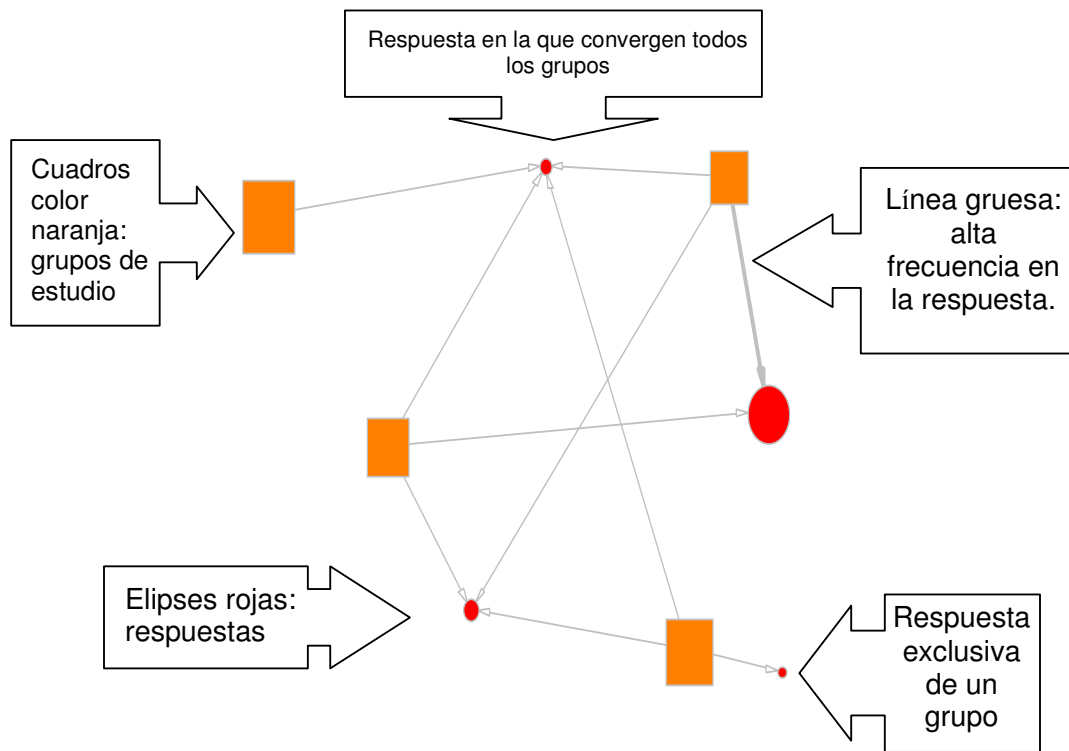 Respuesta en la que convergen todos
los grupos
Cuadros
color
naranja:
grupos de
estudio
Línea gruesa:
alta
frecuencia en
la respuesta.
Elipses rojas:
respuestas
Respuesta
exclusiva
de un
grupo